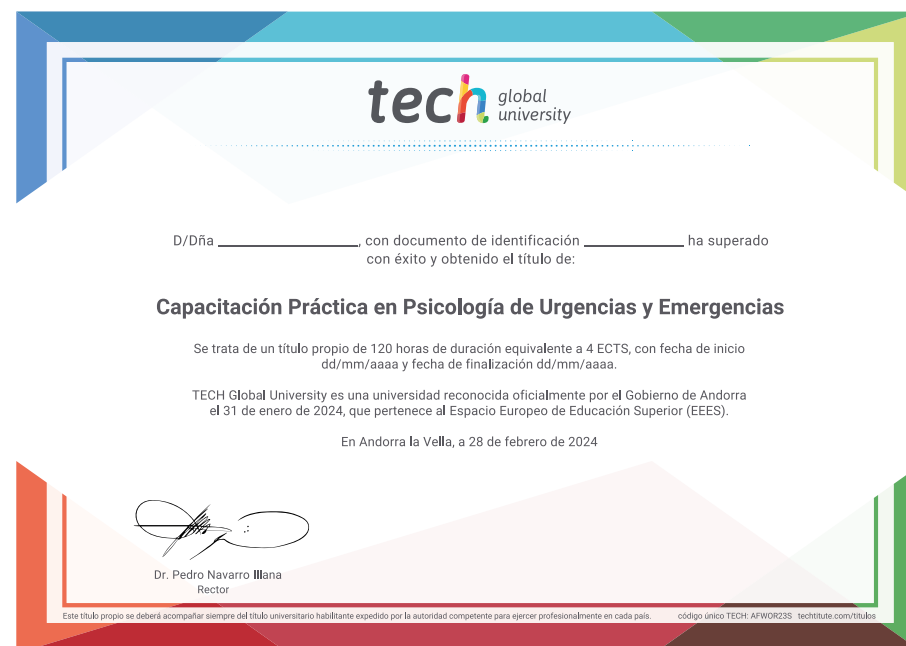 tech global university
D/Dña ______________, con documento de identificación __________ ha superado
con éxito y obtenido el título de:
Capacitación Práctica en Psicología de Urgencias y Emergencias
Se trata de un título propio de 120 horas de duración equivalente a 4 ECTS, con fecha de inicio
dd/mm/aaaa y fecha de finalización dd/mm/aaaa.
TECH Global University es una universidad reconocida oficialmente por el Gobierno de Andorra
el 31 de enero de 2024, que pertenece al Espacio Europeo de Educación Superior (EEES).
En Andorra la Vella, a 28 de febrero de 2024
Dr. Pedro Navarro Illana
Rector
Este título propio se deberá acompañar siempre del título universitario habilitante expedido por la autoridad competente para ejercer profesionalmente en cada país. código único TECH: AFWOR23S techtitute.com/titulos